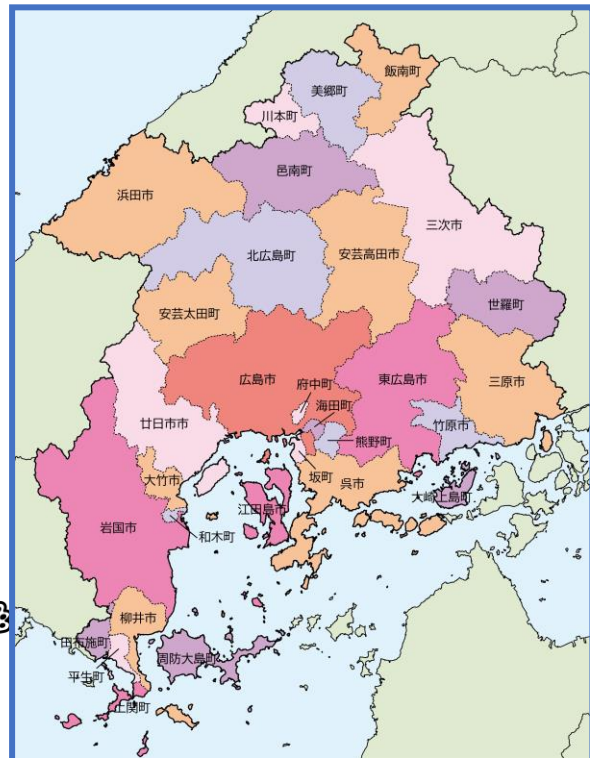 飯南町
美郷町
川本町
邑南町
浜田市
三次市
北広島町
安芸高田市
世羅町
安芸太田町
広島市
府中町
東広島市
三原市
海田町
廿日市市
竹原市
熊野町
坂町
大竹市
呉市
大崎上島町
江田島市
岩国市
和木町
柳井市
田布施町
周防大島町
平生町
上関町